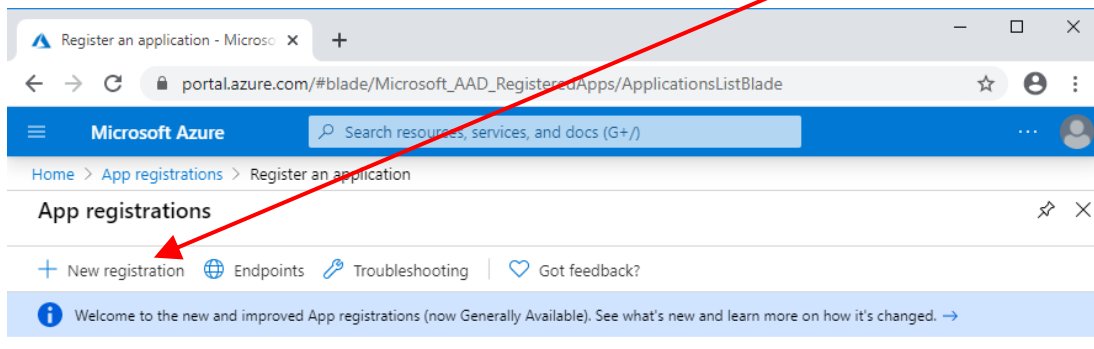 Register an application - Microso
portal.azure.com/#blade/Microsoft_AAD_RegisteredApps/ApplicationsListBlade
Microsoft Azure Search resources, services, and docs (G+/)
Home > App registrations > Register an application
App registrations
New registration Endpoints Troubleshooting Got feedback?
Welcome to the new and improved App registrations (now Generally Available). See what's new and learn more on how it's changed. →